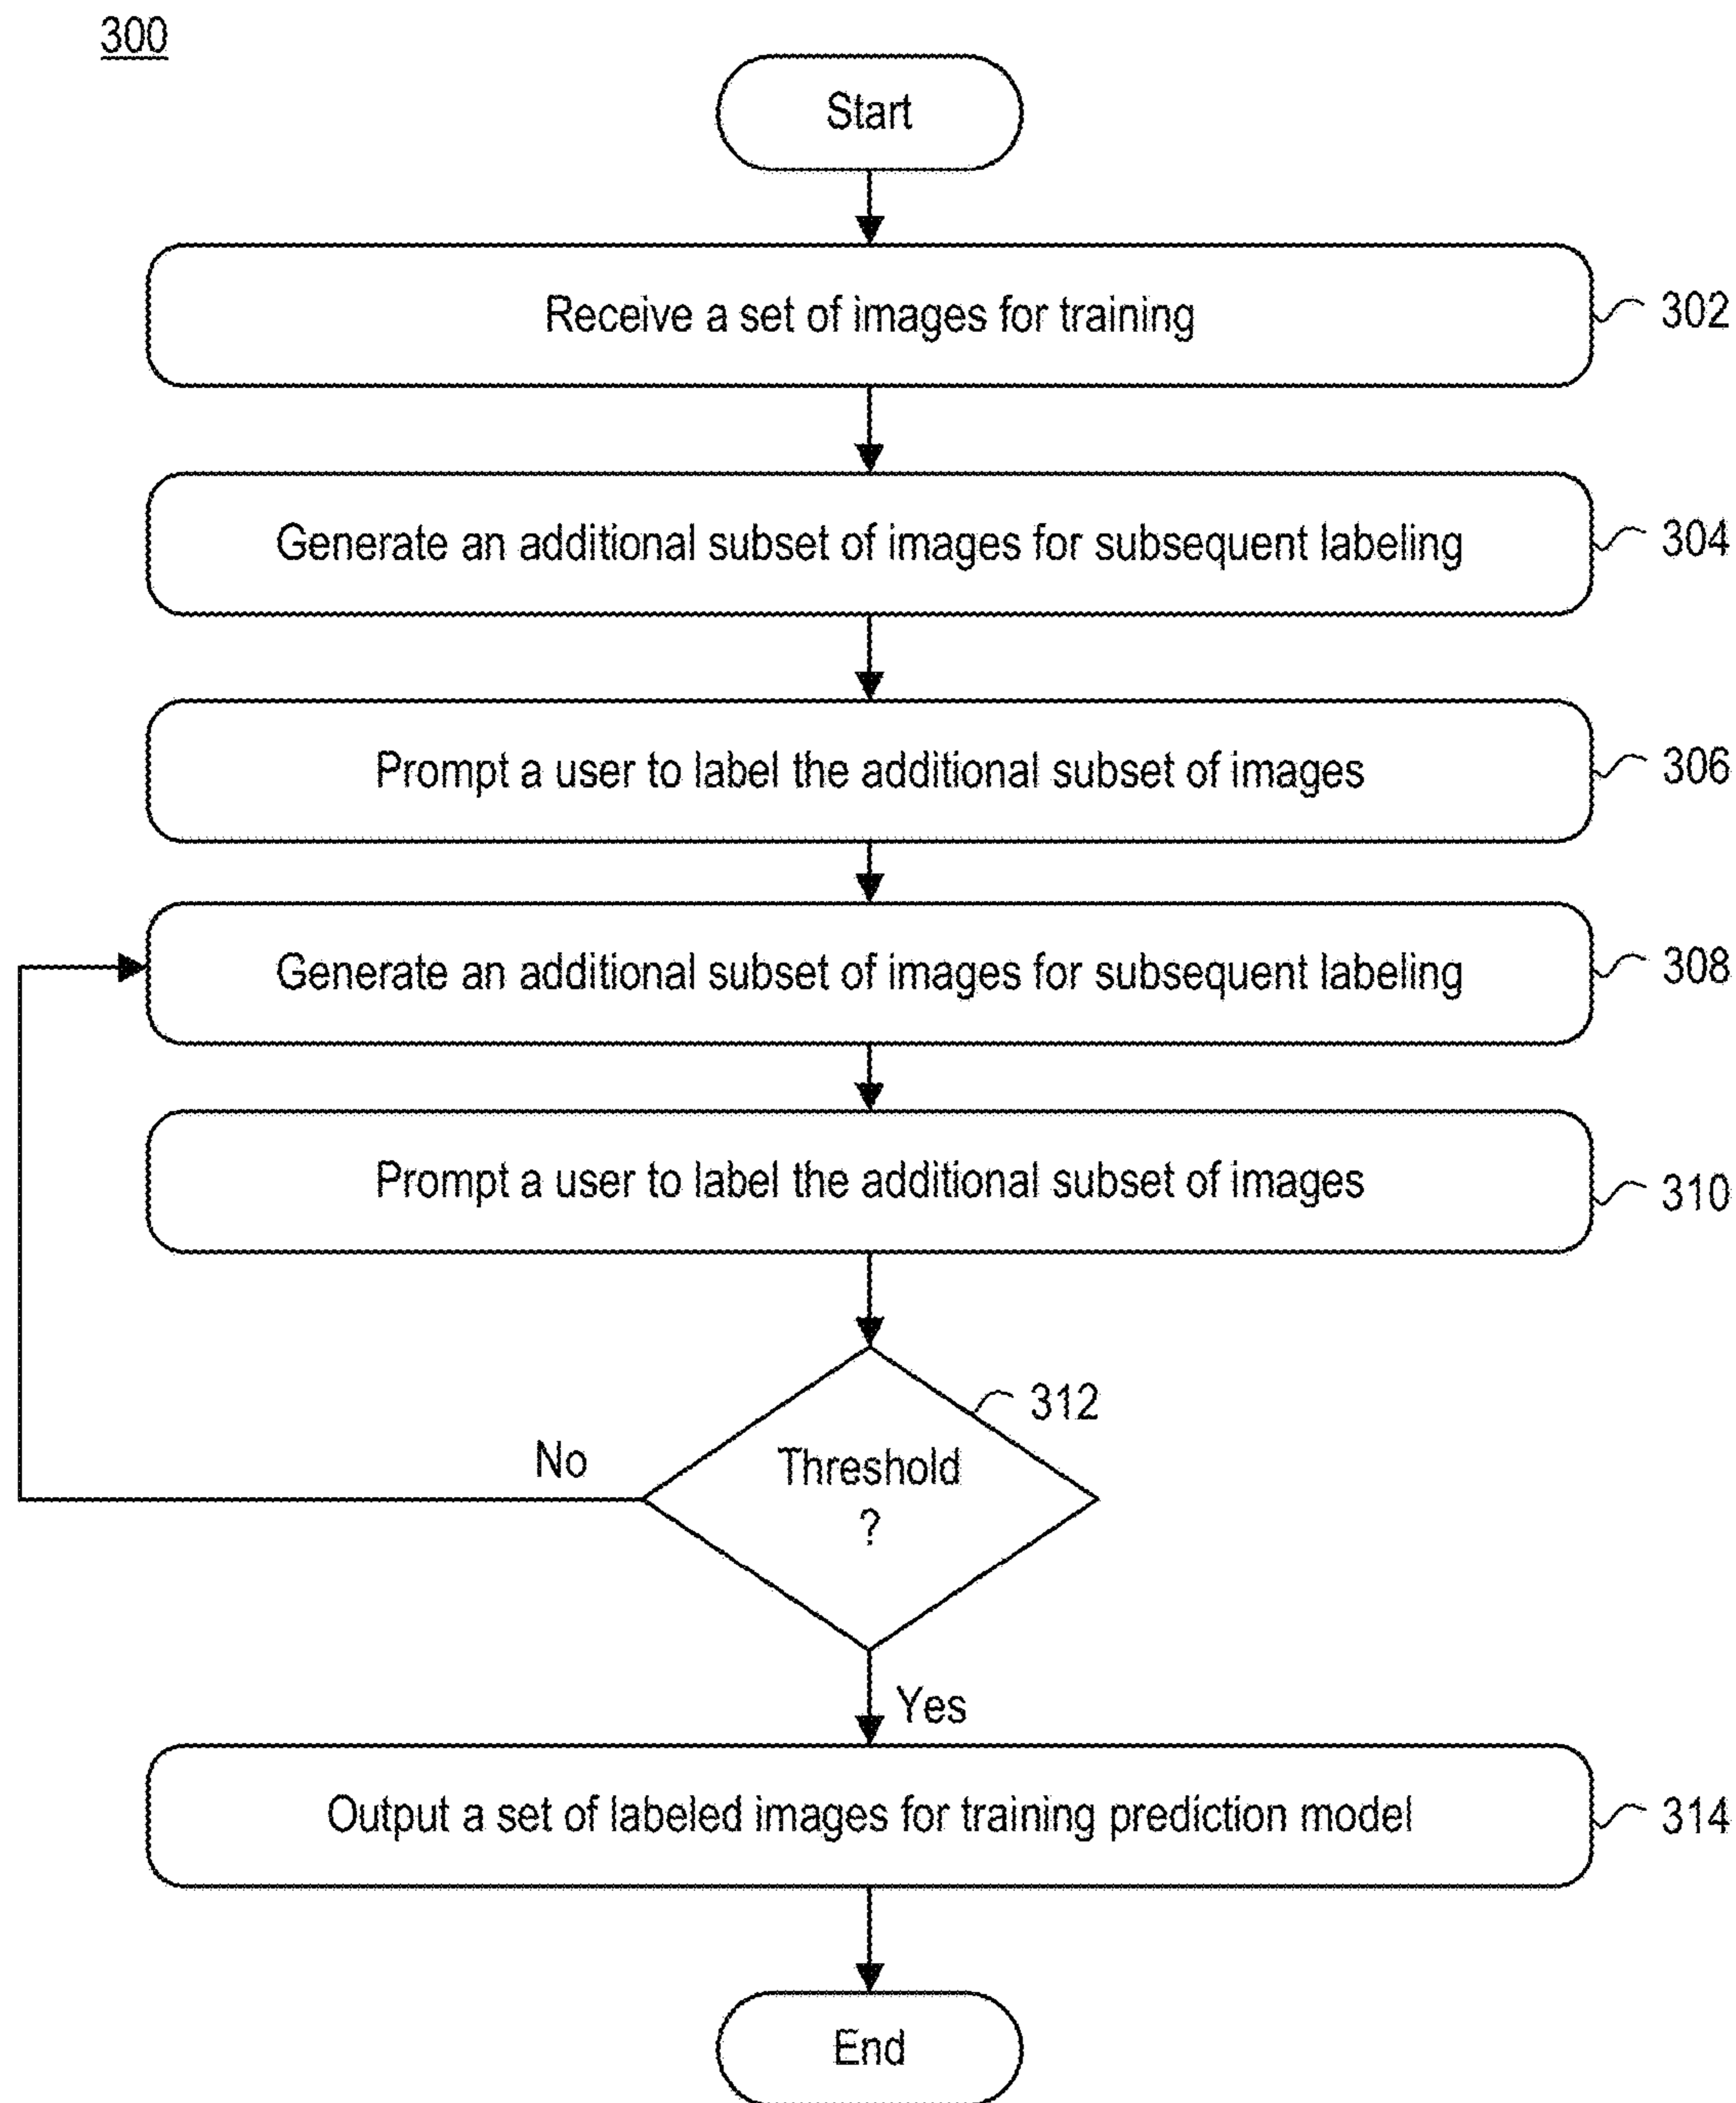 300
Start
Receive a set of images for training
302
Generate an additional subset of images for subsequent labeling
304
Prompt a user to label the additional subset of images
306
Generate an additional subset of images for subsequent labeling
308
Prompt a user to label the additional subset of images
310
312
Threshold
?
No
Yes
Output a set of labeled images for training prediction model
314
End